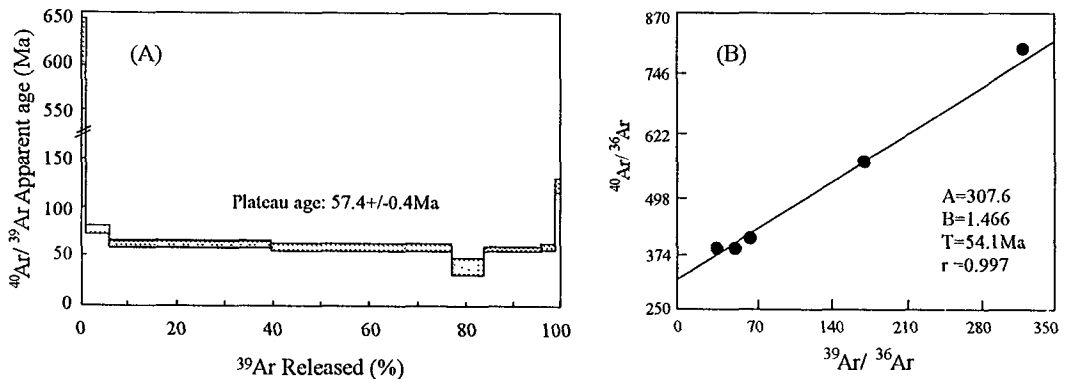 (A)
⁴⁰Ar/ ³⁹Ar Apparent age (Ma)
650
600
550
150
100
50
0
Plateau age: 57.4+/-0.4Ma
0 20 40 60 80 100
³⁹Ar Released (%)
(B)
⁴⁰Ar/ ³⁶Ar
870
746
622
498
374
250
A=307.6
B=1.466
T=54.1Ma
r =0.997
0 70 140 210 280 350
³⁹Ar/ ³⁶Ar